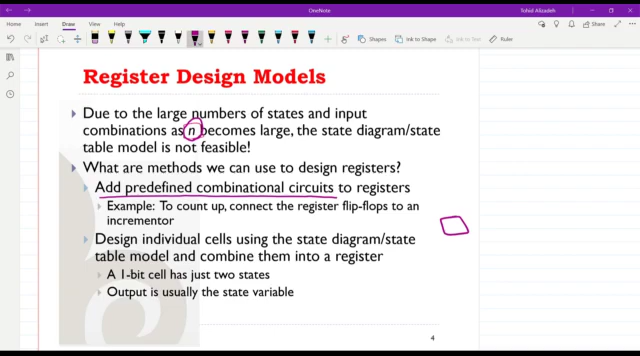 OneNote
Tohid Alizadeh
File Home Insert Draw View Help
Share
Shapes Ink to Shape Ink to Text Ruler
Register Design Models
Due to the large numbers of states and input
combinations as n becomes large, the state diagram/state
table model is not feasible!
What are methods we can use to design registers?
Add predefined combinational circuits to registers
Example: To count up, connect the register flip-flops to an
incrementor
Design individual cells using the state diagram/state
table model and combine them into a register
A 1-bit cell has just two states
Output is usually the state variable
4